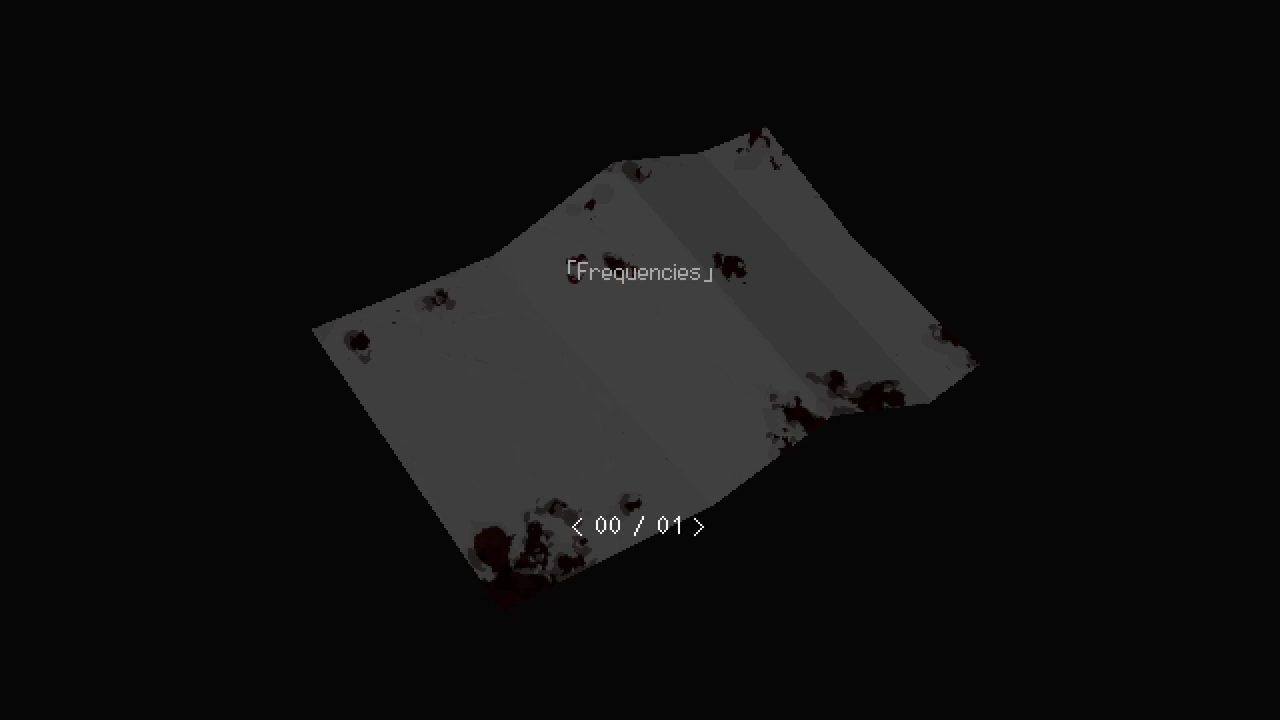 「Frequencies」
< 00 / 01 >